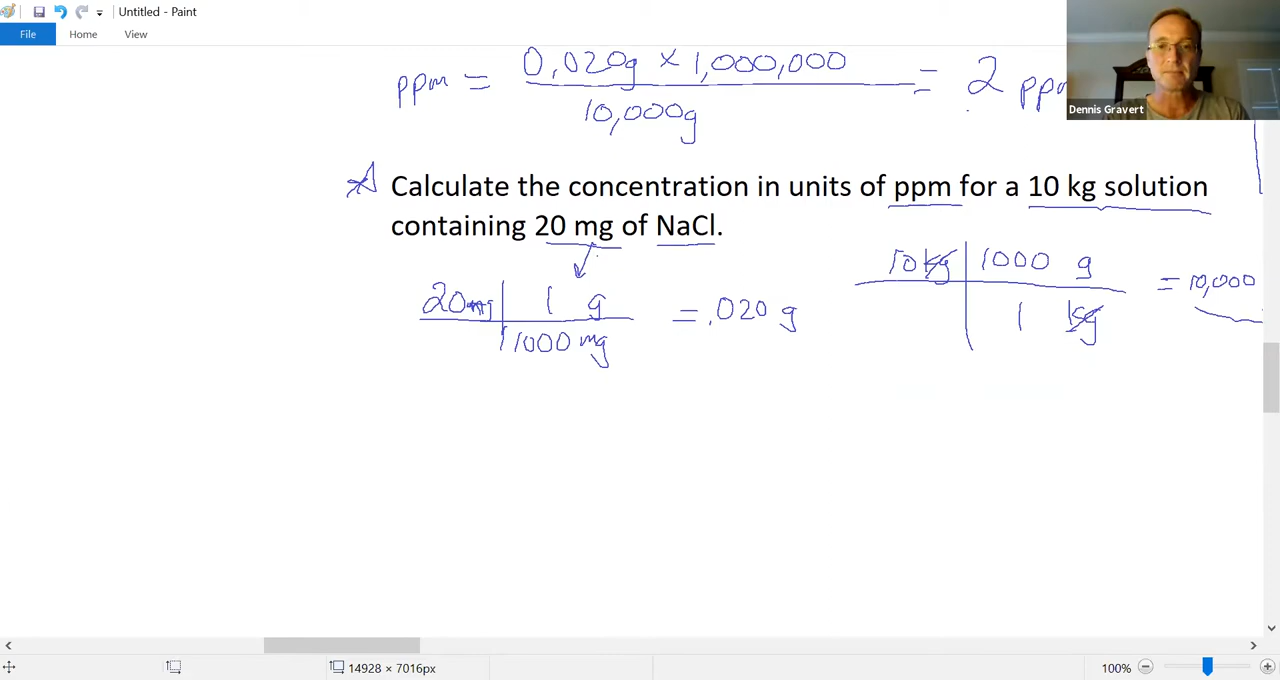 Untitled - Paint
File Home View
Dennis Gravert
0,020g × 1,000,000
ppm = = 2 ppm
10,000g
Calculate the concentration in units of ppm for a 10 kg solution
containing 20 mg of NaCl.
10kg 1000 g = 10,000
1 kg
20mg 1 g = .020 g
1000 mg
14928 × 7016px 100%